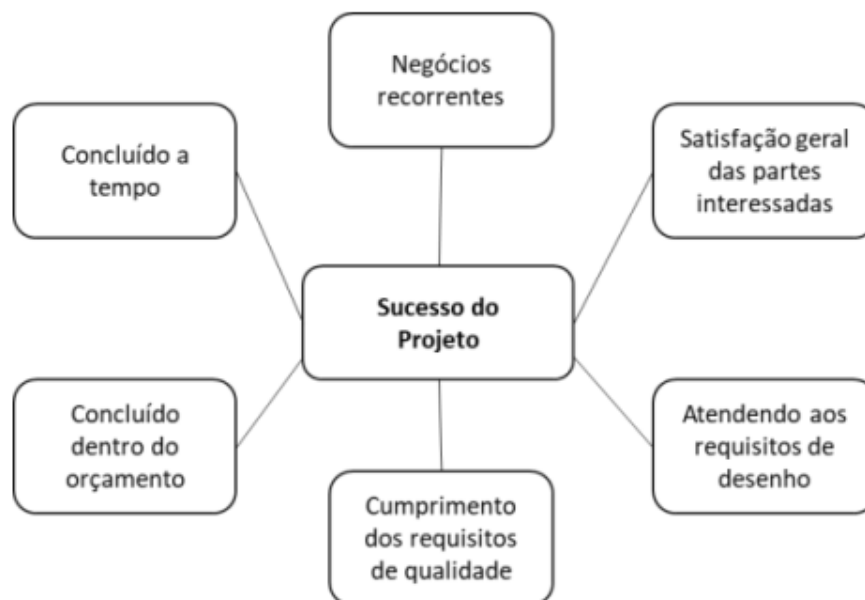 Negócios
recorrentes
Concluído a
tempo
Satisfação geral
das partes
interessadas
Sucesso do
Projeto
Concluído
dentro do
orçamento
Atendendo aos
requisitos de
desenho
Cumprimento
dos requisitos
de qualidade